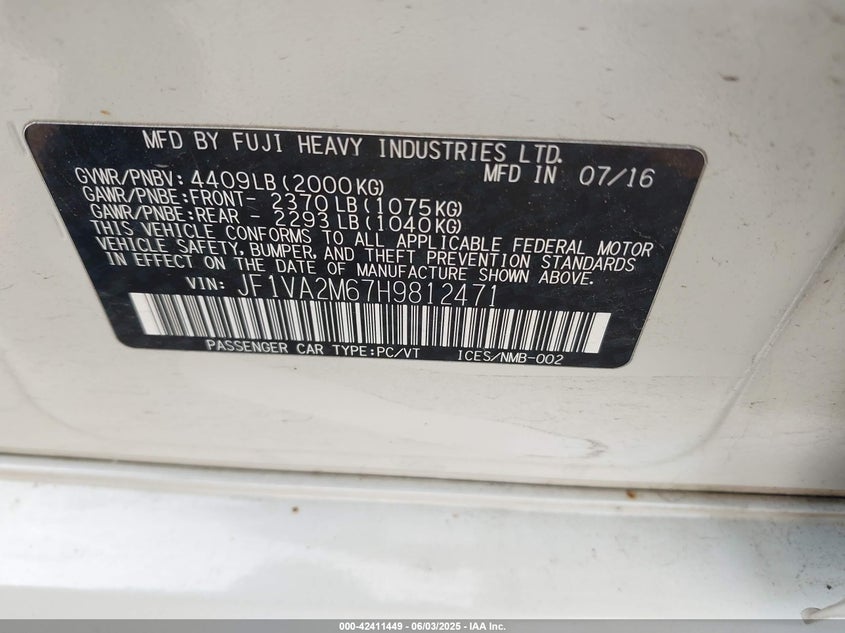 MFD BY FUJI HEAVY INDUSTRIES LTD.
GVWR/PNBV: 4409LB(2000KG) MFD IN 07/16
GAWR/PNBE:FRONT- 2370LB(1075KG)
GAWR/PNBE:REAR - 2293LB(1040KG)
THIS VEHICLE CONFORMS TO ALL APPLICABLE FEDERAL MOTOR
VEHICLE SAFETY, BUMPER, AND THEFT PREVENTION STANDARDS
IN EFFECT ON THE DATE OF MANUFACTURE SHOWN ABOVE.
VIN: JF1VA2M67H9812471
PASSENGER CAR TYPE:PC/VT ICES/NMB-002
000-42411449 - 06/03/2025 - IAA Inc.